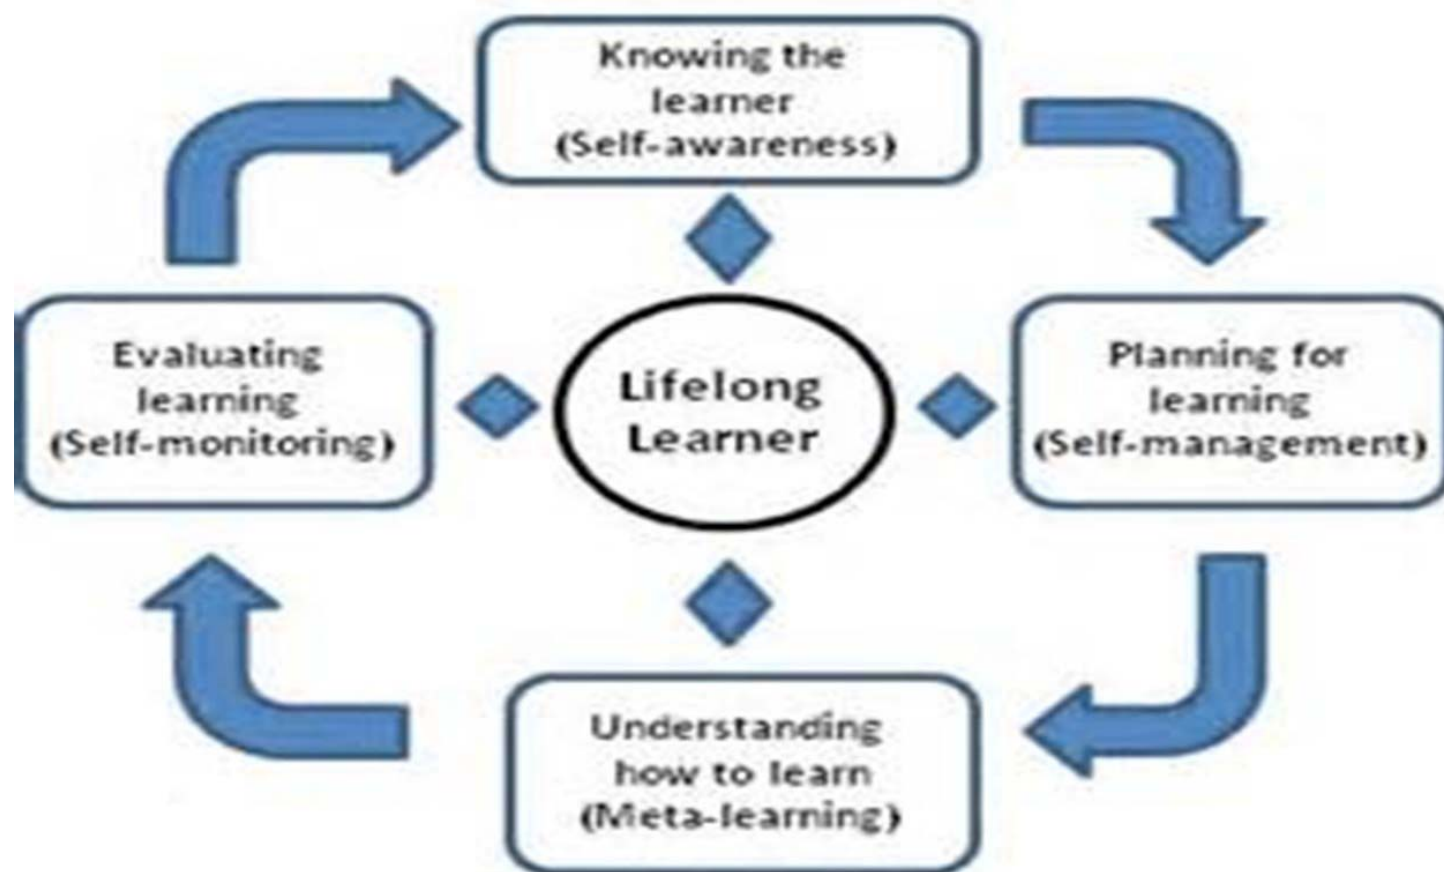 Knowing the
learner
(Self-awareness)
Evaluating
learning
(Self-monitoring)
Lifelong
Learner
Planning for
learning
(Self-management)
Understanding
how to learn
(Meta-learning)